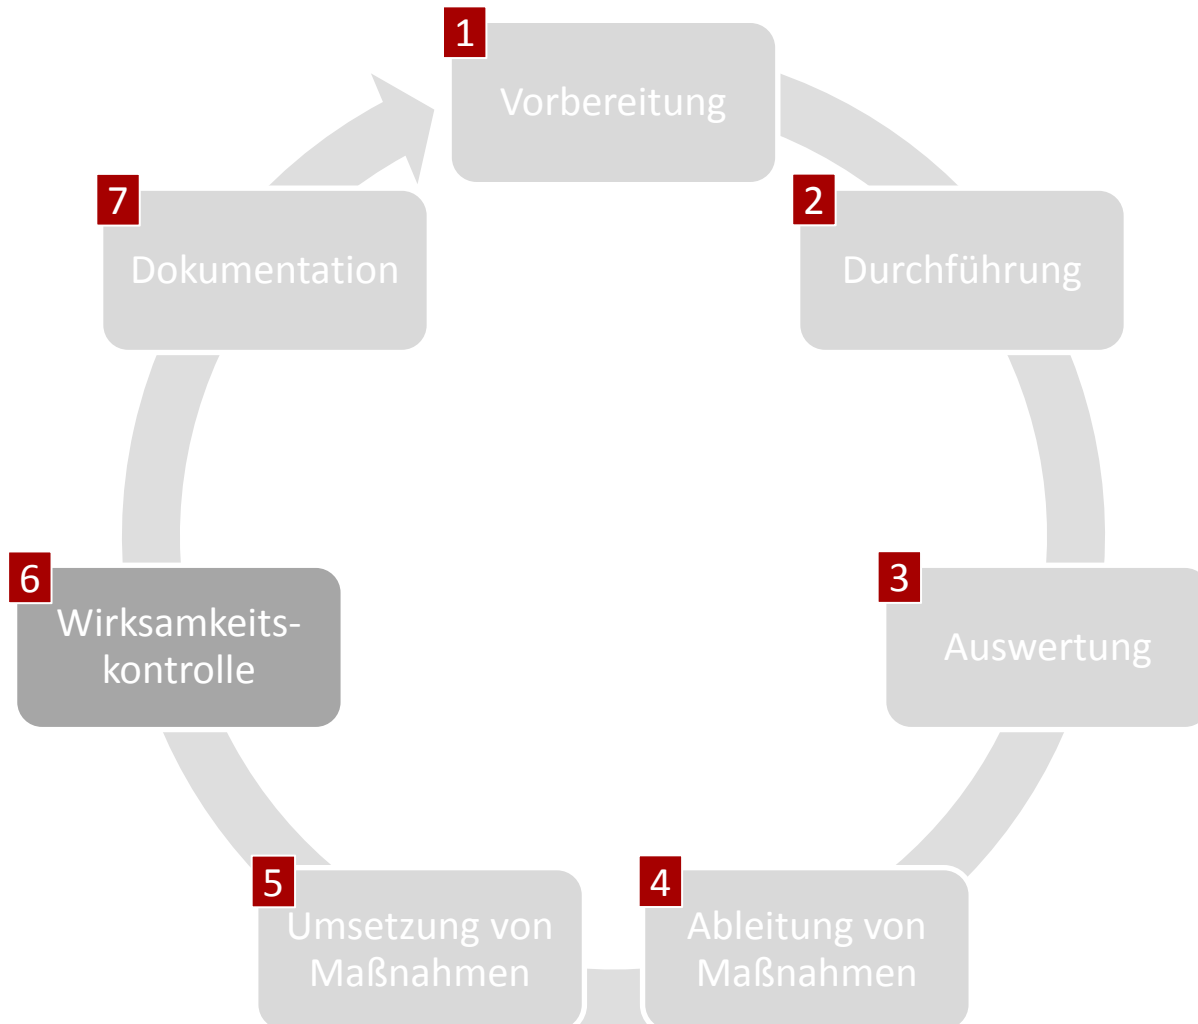 1
Vorbereitung
2
Durchführung
3
Auswertung
4
Ableitung von
Maßnahmen
5
Umsetzung von
Maßnahmen
6
Wirksamkeits-
kontrolle
7
Dokumentation